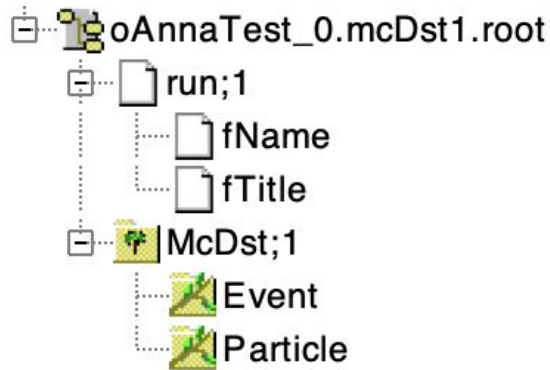 oAnnaTest_0.mcDst1.root
run;1
fName
fTitle
McDst;1
Event
Particle